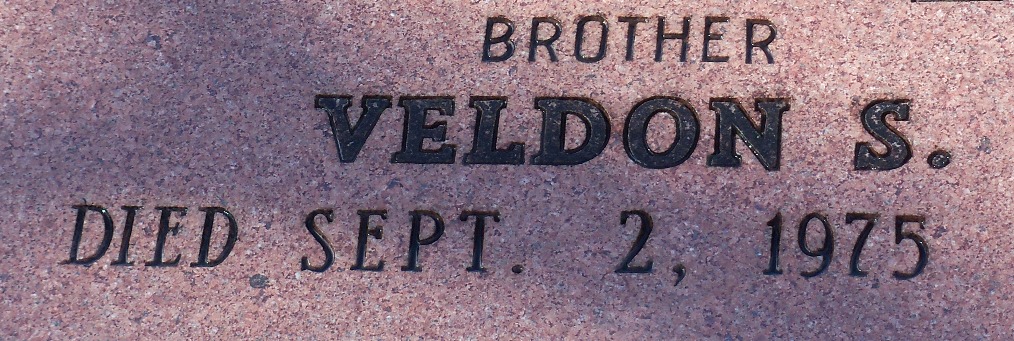 BROTHER
VELDON S.
DIED SEPT. 2, 1975